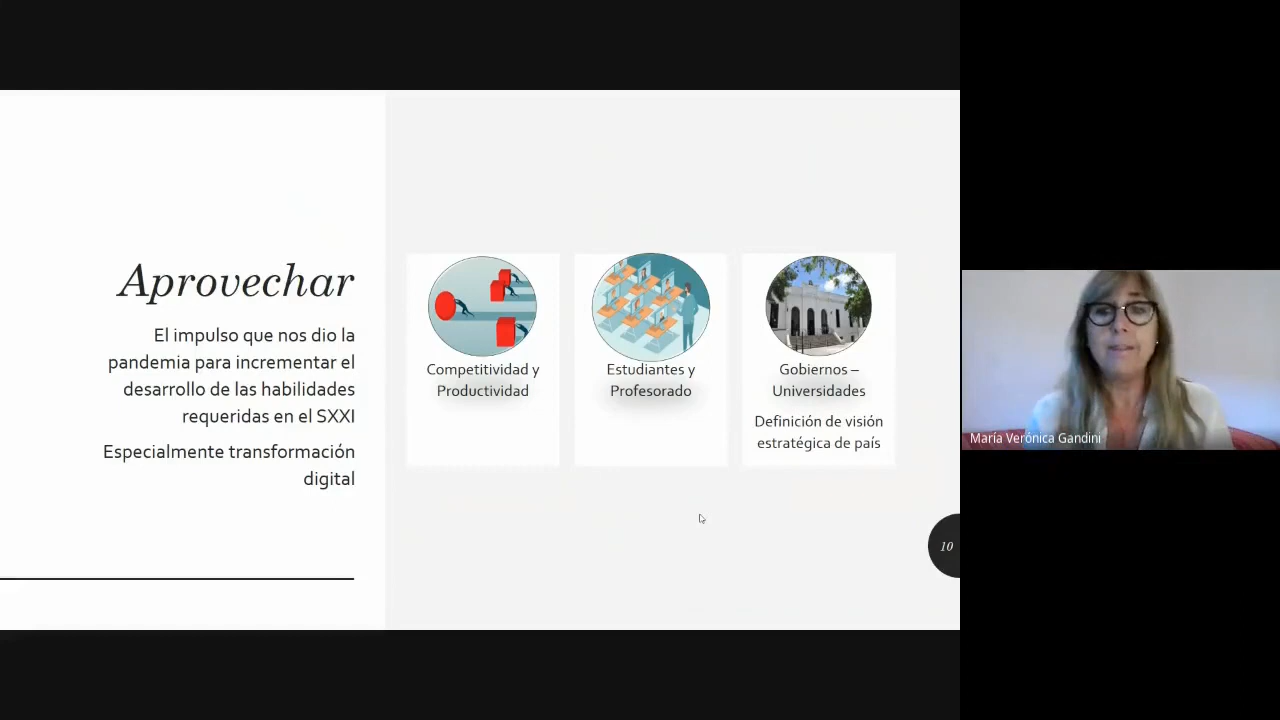 Aprovechar
El impulso que nos dio la
pandemia para incrementar el
desarrollo de las habilidades
requeridas en el SXXI
Especialmente transformación
digital
Competitividad y
Productividad
Estudiantes y
Profesorado
Gobiernos –
Universidades
Definición de visión
estratégica de país
10
María Verónica Gandini